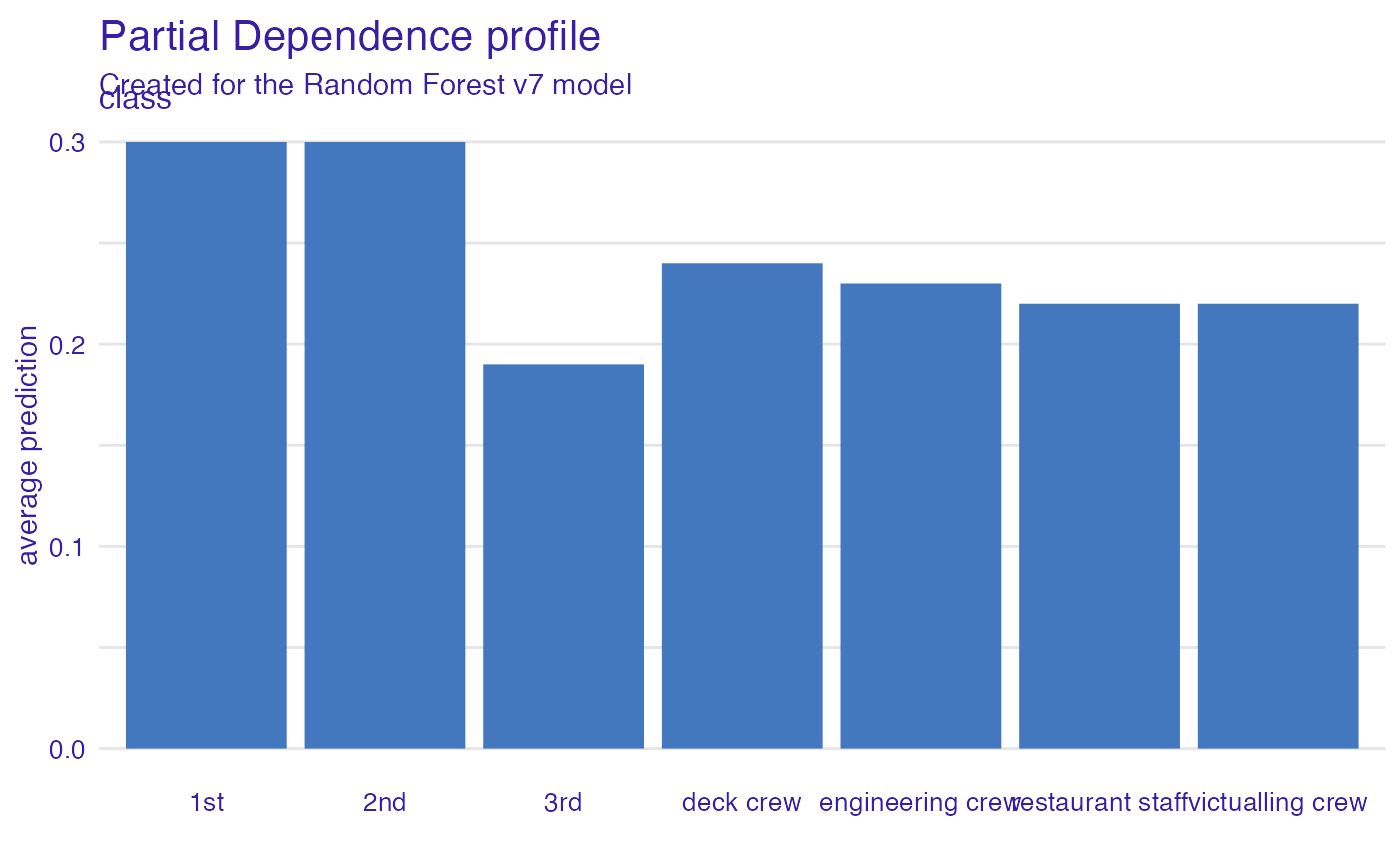 Partial Dependence profile
Created for the Random Forest v7 model
class
0.3
0.2
0.1
0.0
average prediction
1st 2nd 3rd deck crew engineering crew restaurant staff victualling crew